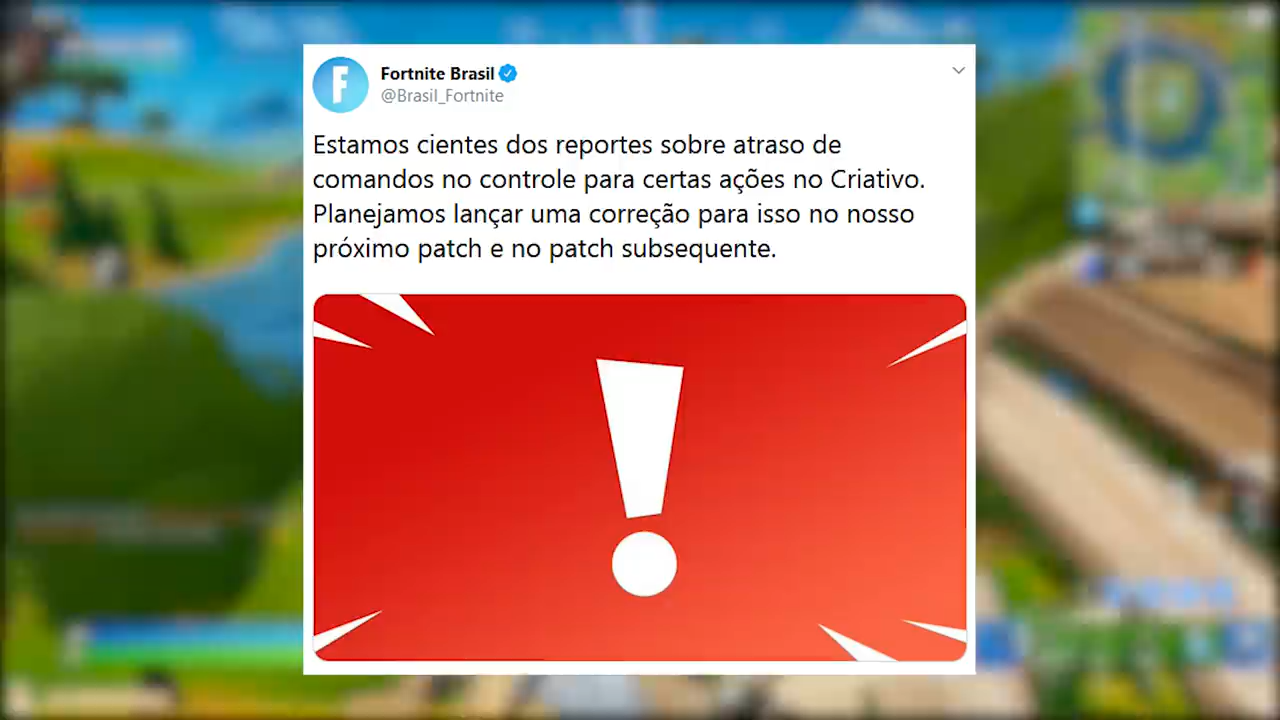 Fortnite Brasil
@Brasil_Fortnite
Estamos cientes dos reportes sobre atraso de
comandos no controle para certas ações no Criativo.
Planejamos lançar uma correção para isso no nosso
próximo patch e no patch subsequente.